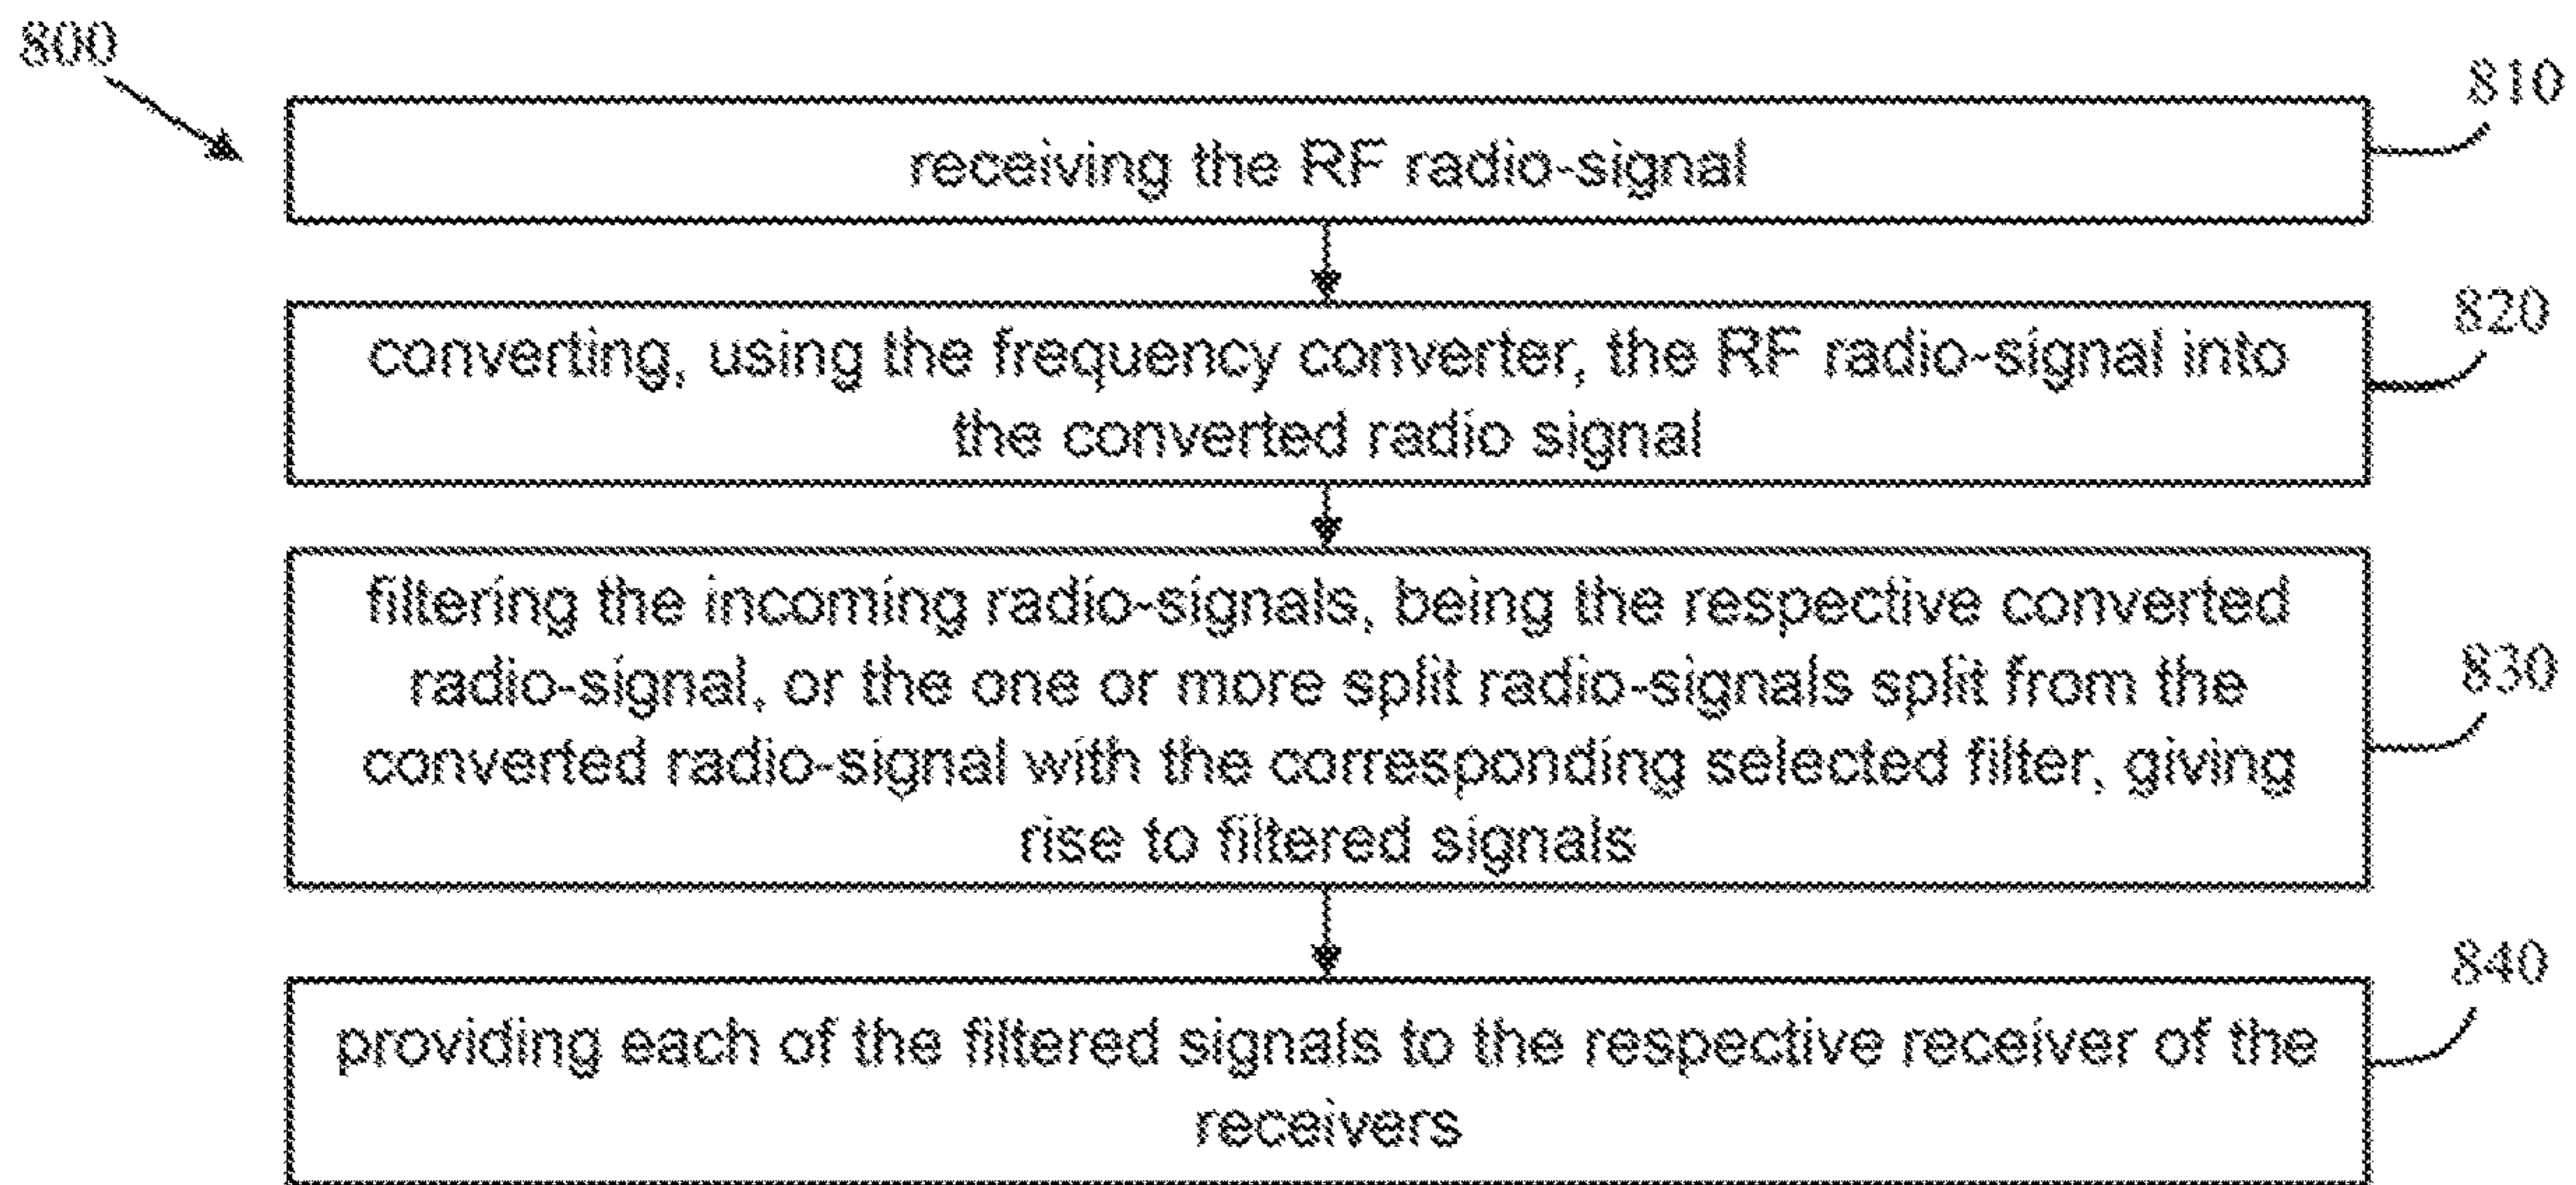 800
810
receiving the RF radio-signal
820
converting, using the frequency converter, the RF radio-signal into
the converted radio signal
filtering the incoming radio-signals, being the respective converted
radio-signal, or the one or more split radio-signals split from the
830
converted radio-signal with the corresponding selected filter, giving
rise to filtered signals
840
providing each of the filtered signals to the respective receiver of the
receivers